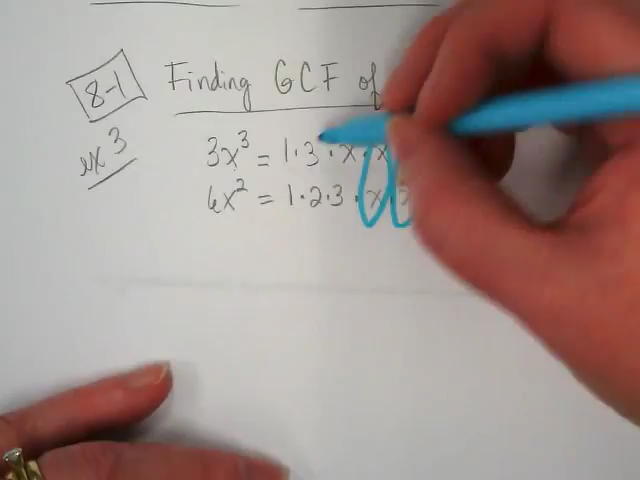 8-1 Finding GCF of
ex 3
3x³ = 1·3·x·x
6x² = 1·2·3·x